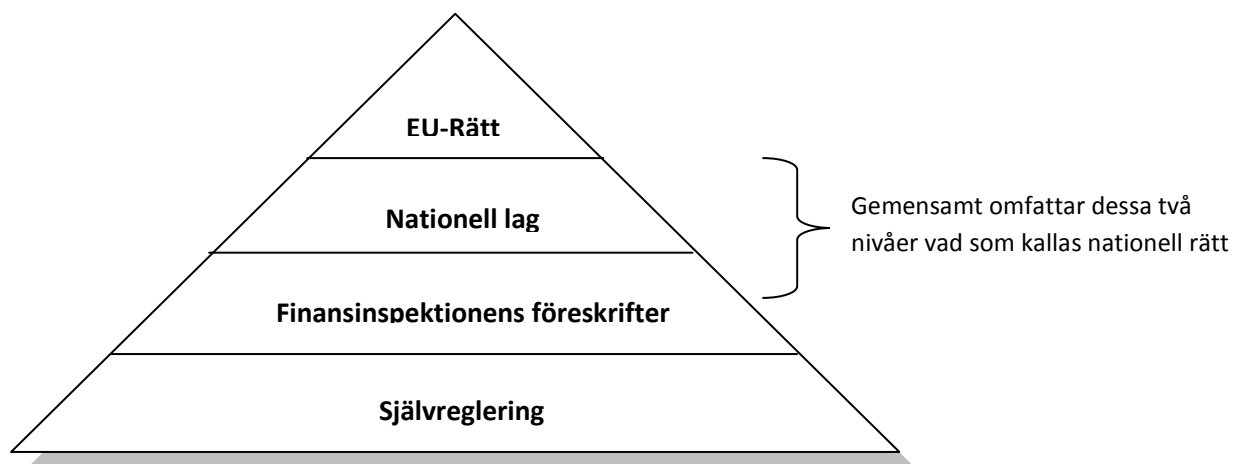 EU-Rätt
Nationell lag
Gemensamt omfattar dessa två
nivåer vad som kallas nationell rätt
Finansinspektionens föreskrifter
Självreglering